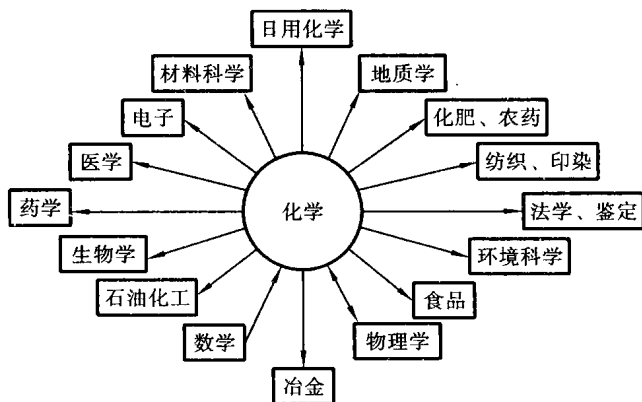 日用化学
材料科学
地质学
电子
化肥、农药
医学
纺织、印染
药学
化学
法学、鉴定
生物学
环境科学
石油化工
食品
数学
物理学
冶金